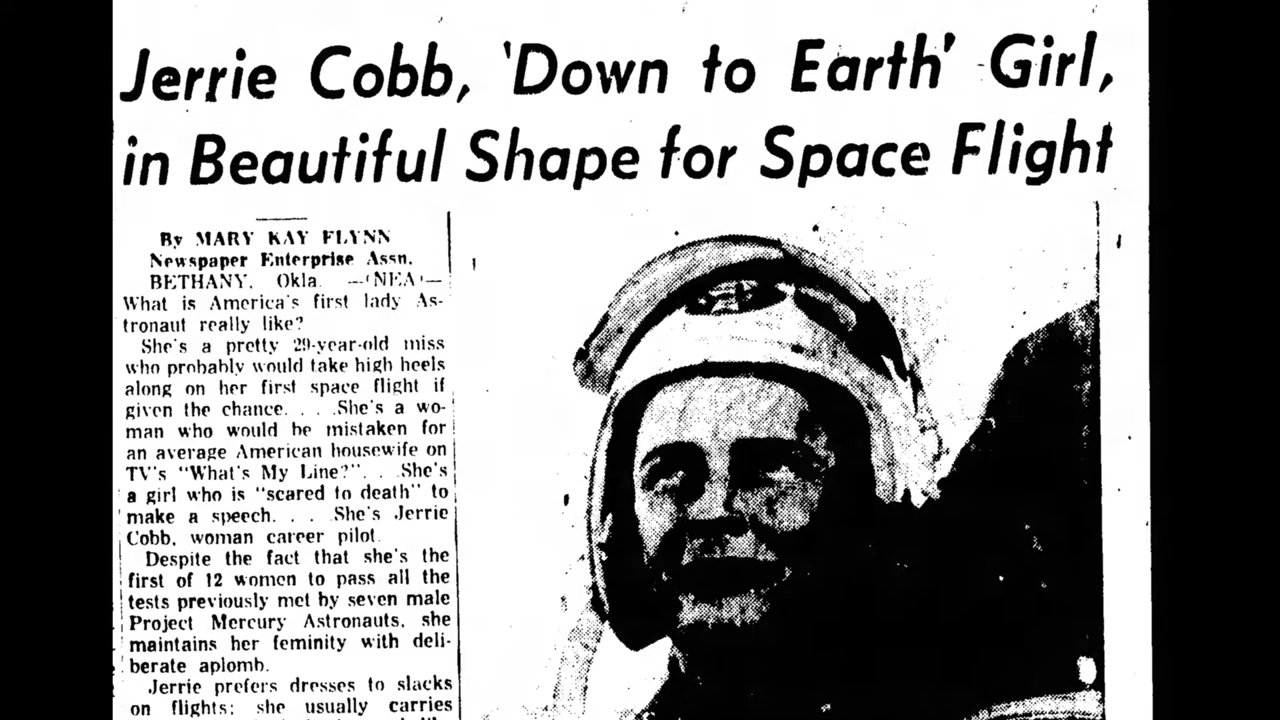 Jerrie Cobb, 'Down to Earth' Girl,
in Beautiful Shape for Space Flight
By MARY KAY FLYNN
Newspaper Enterprise Assn.
BETHANY, Okla. —(NEA)—
What is America's first lady As-
tronaut really like?
She's a pretty 29-year-old miss
who probably would take high heels
along on her first space flight if
given the chance. . . .She's a wo-
man who would be mistaken for
an average American housewife on
TV's "What's My Line?". . .She's
a girl who is "scared to death" to
make a speech. . . .She's Jerrie
Cobb, woman career pilot.
Despite the fact that she's the
first of 12 women to pass all the
tests previously met by seven male
Project Mercury Astronauts, she
maintains her feminity with deli-
berate aplomb.
Jerrie prefers dresses to slacks
on flights; she usually carries